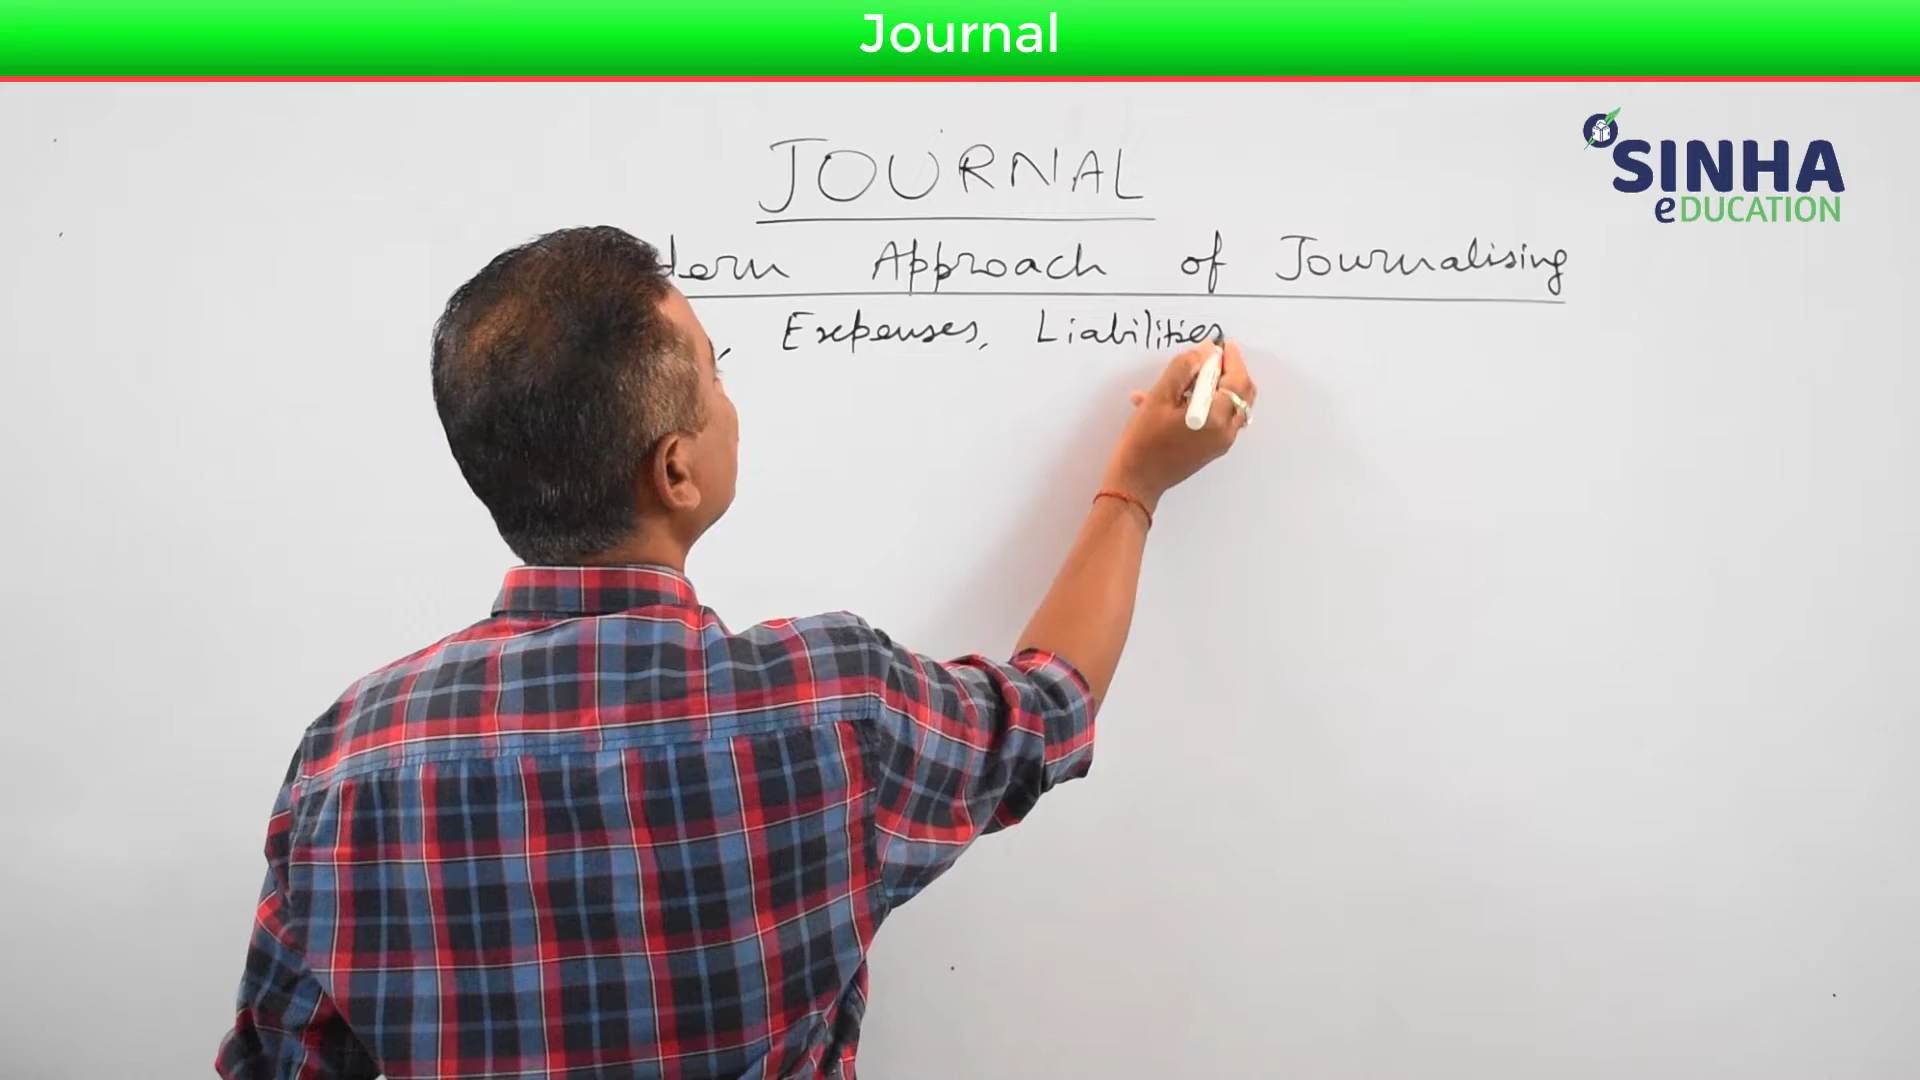 Journal
SINHA
eDUCATION
JOURNAL
Approach of Journalising
, Expenses, Liabilities